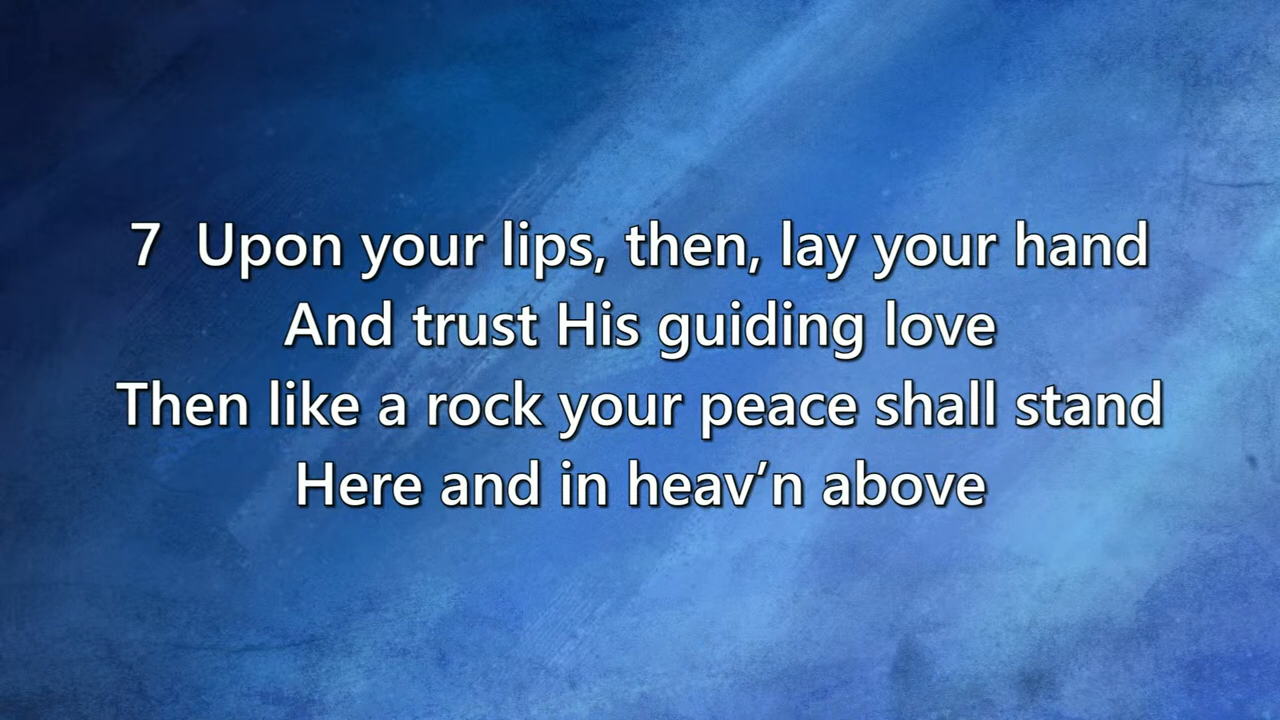 7 Upon your lips, then, lay your hand
And trust His guiding love
Then like a rock your peace shall stand
Here and in heav’n above